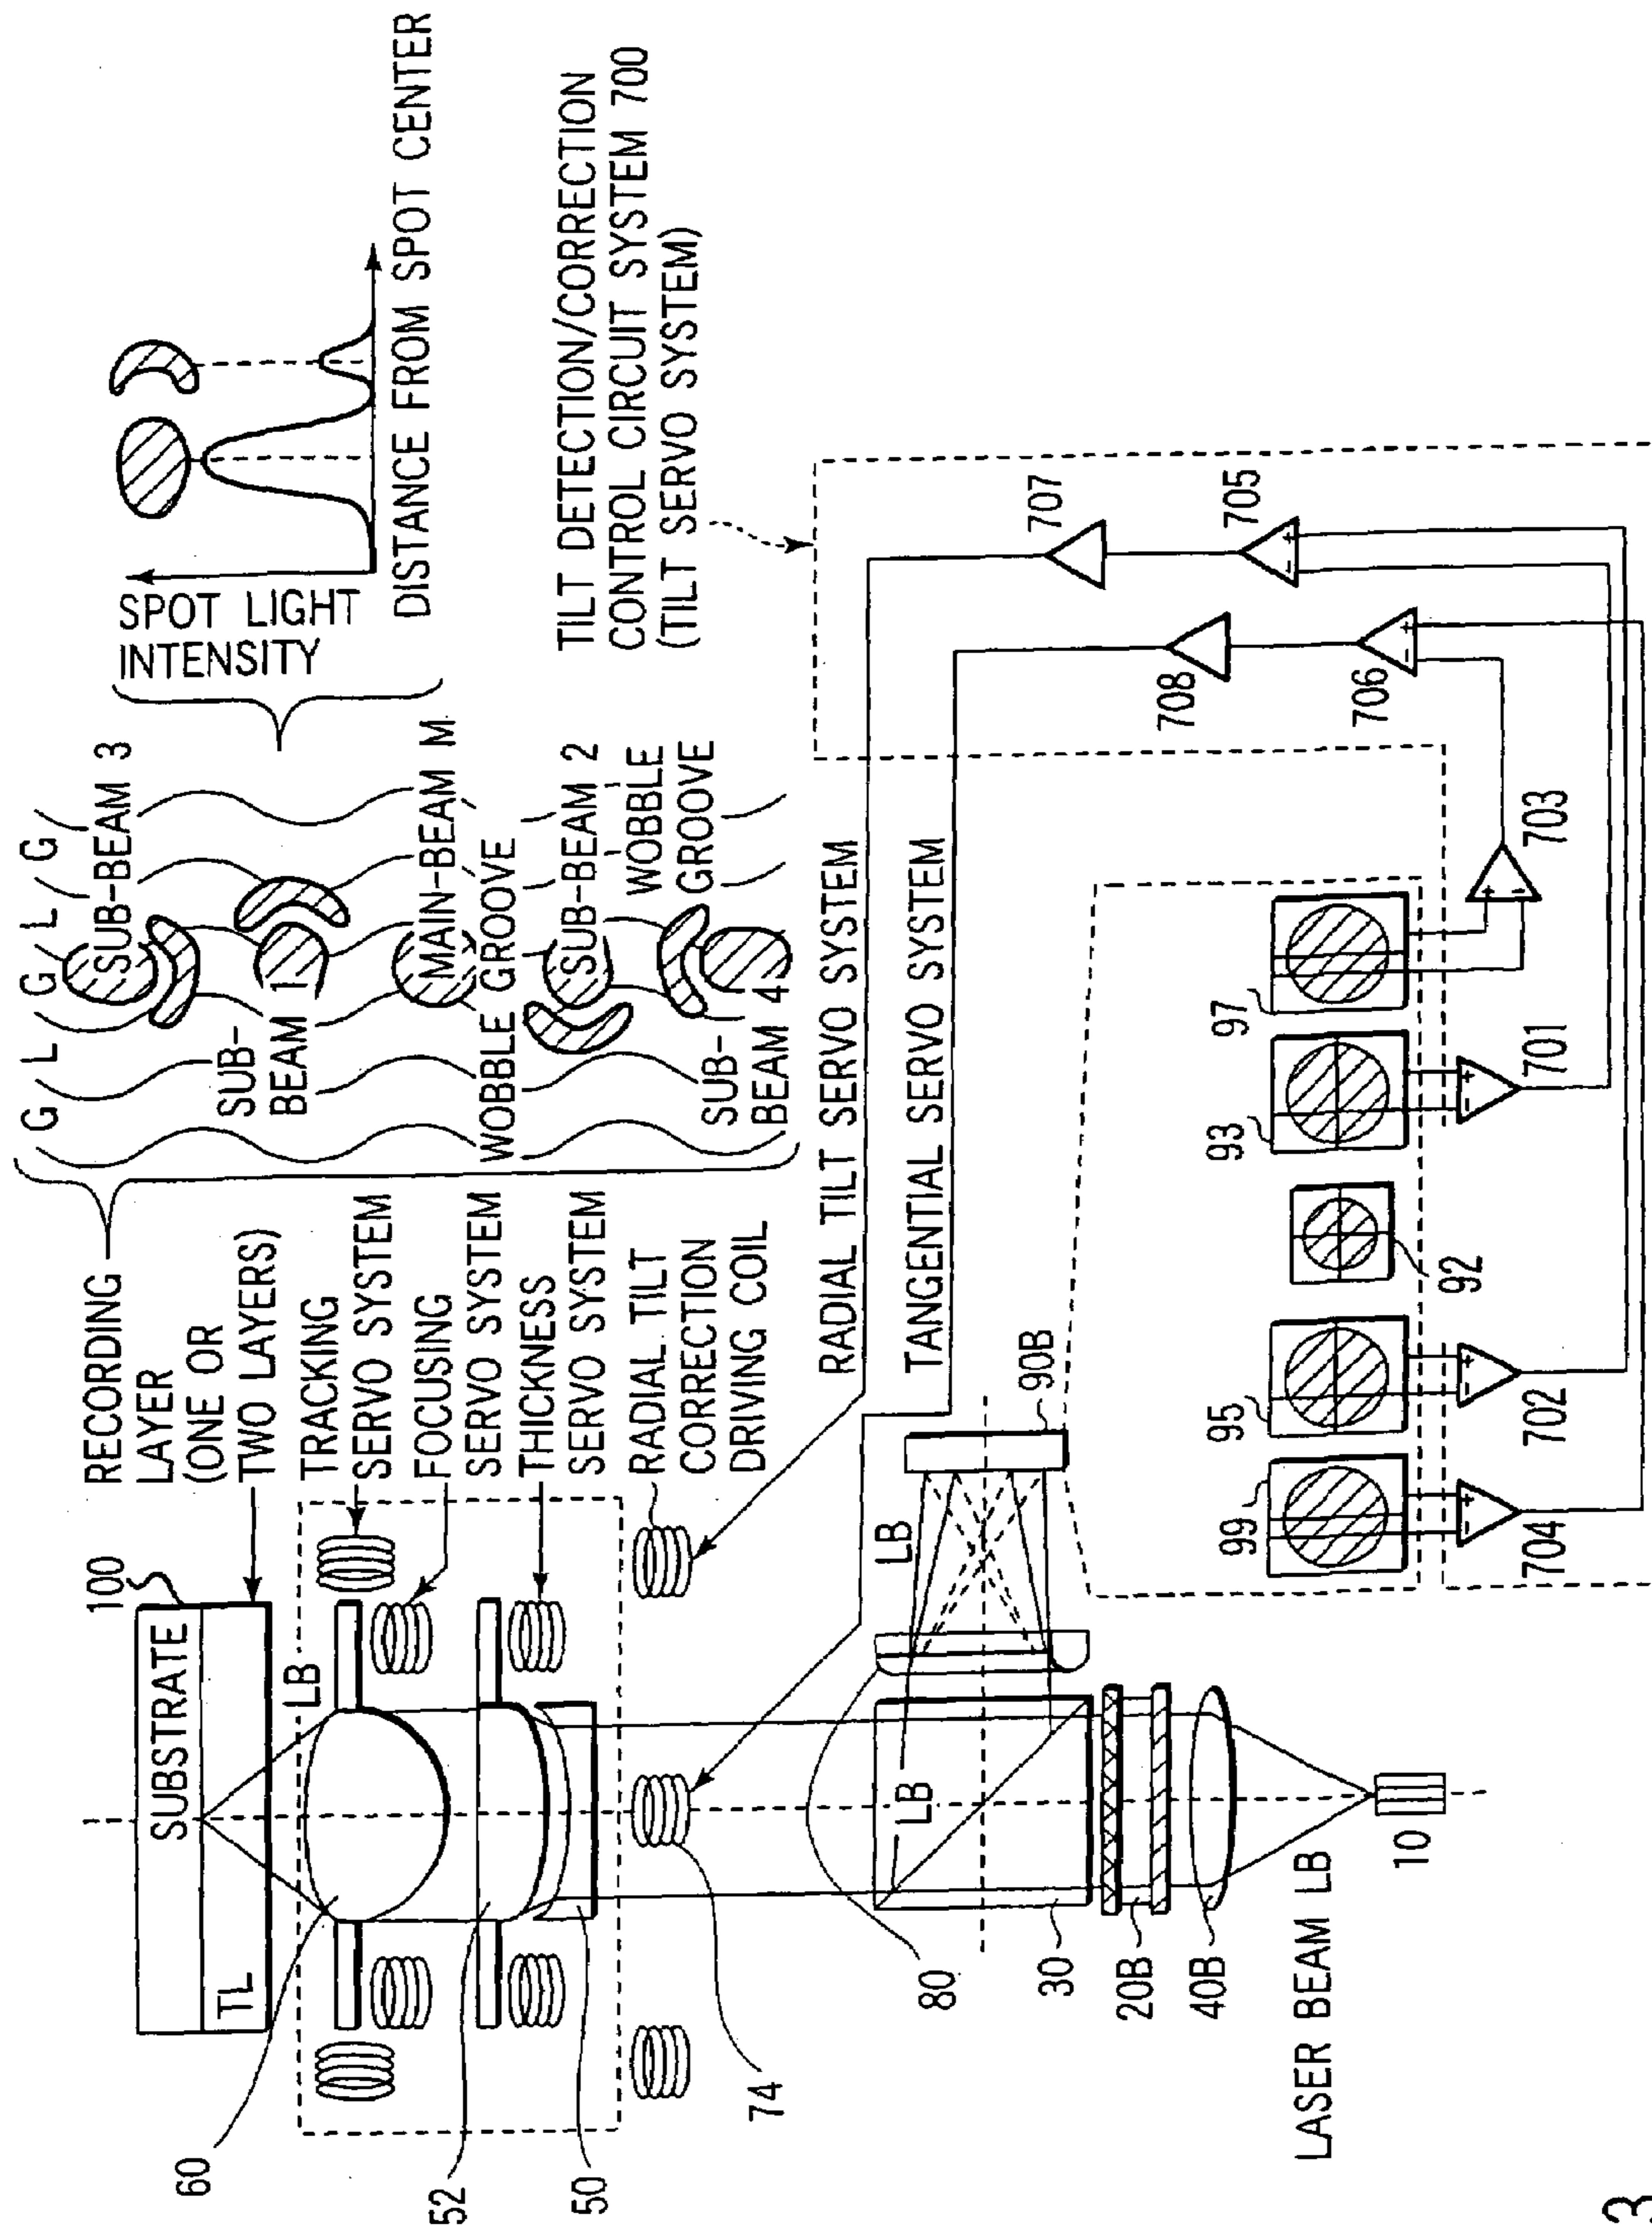 SPOT LIGHT
INTENSITY
DISTANCE FROM SPOT CENTER
TILT DETECTION/CORRECTION
CONTROL CIRCUIT SYSTEM 700
(TILT SERVO SYSTEM)
G L G L G L G
SUB-BEAM 3
SUB-
BEAM 1
MAIN-BEAM M
WOBBLE GROOVE
SUB-BEAM 2
WOBBLE
GROOVE
SUB-
BEAM 4
RECORDING
LAYER
(ONE OR
TWO LAYERS)
TRACKING
SERVO SYSTEM
FOCUSING
SERVO SYSTEM
THICKNESS
SERVO SYSTEM
RADIAL TILT
CORRECTION
DRIVING COIL
RADIAL TILT SERVO SYSTEM
TANGENTIAL SERVO SYSTEM
100
SUBSTRATE
TL
LB
60
52
50
74
80
LB
LB
90B
30
20B
40B
LASER BEAM LB
10
707
705
708
706
703
97
93
701
92
95
702
99
704
+
-
+
-
+
-
+
-
+
-
+
-
3